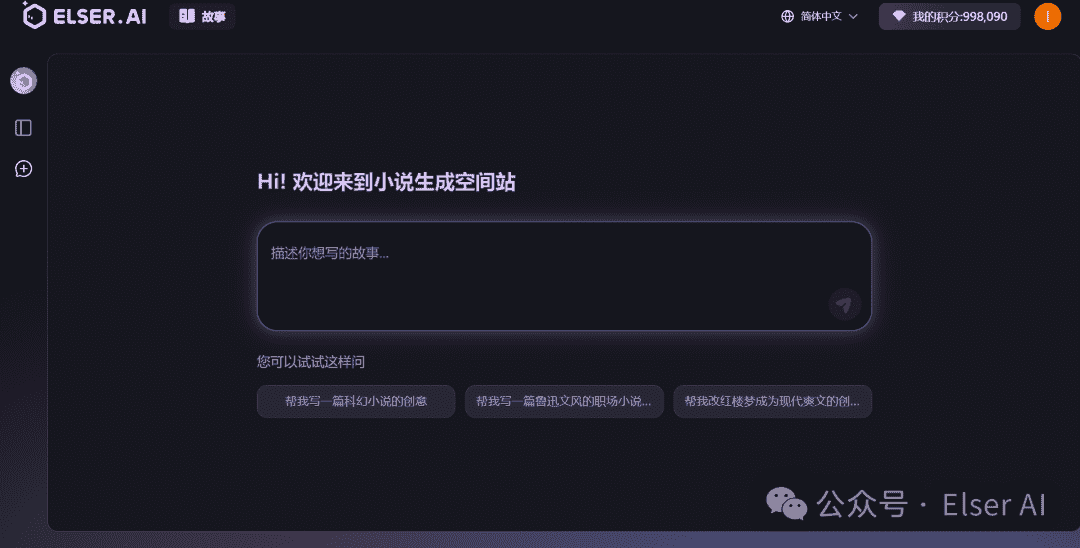 ELSER.AI
故事
简体中文
我的积分:998,090
I
Hi! 欢迎来到小说生成空间站
描述你想写的故事...
您可以试试这样问
帮我写一篇科幻小说的创意
帮我写一篇鲁迅文风的职场小说...
帮我改红楼梦成为现代爽文的创...
公众号 · Elser AI